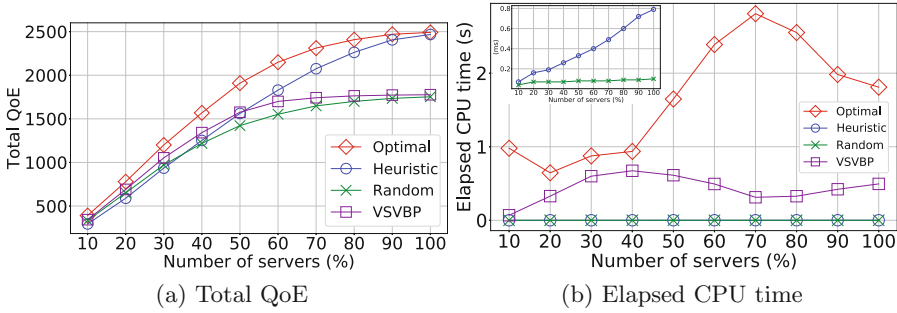 2500
2000
1500
1000
500
Total QoE
Optimal
Heuristic
Random
VSVBP
10 20 30 40 50 60 70 80 90 100
Number of servers (%)
(a) Total QoE
2
1
0
Elapsed CPU time (s)
0.8
0.6
0.4
0.2
(ms)
10 20 30 40 50 60 70 80 90 100
Number of servers (%)
Optimal
Heuristic
Random
VSVBP
10 20 30 40 50 60 70 80 90 100
Number of servers (%)
(b) Elapsed CPU time